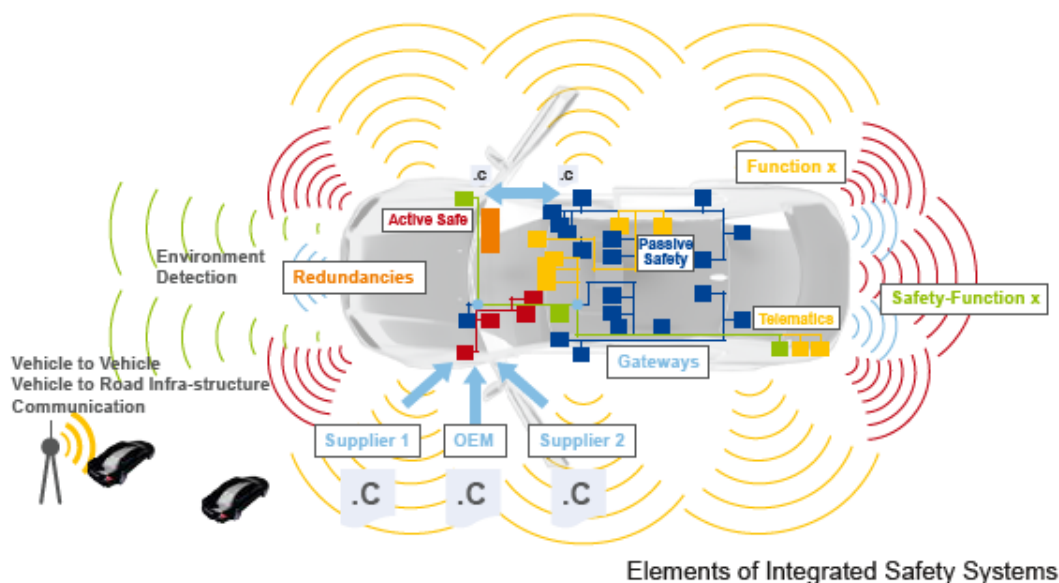 .c
.c
Function x
Active Safe
Passive
Safety
Environment
Detection
Redundancies
Safety-Function x
Telematics
Gateways
Vehicle to Vehicle
Vehicle to Road Infra-structure
Communication
Supplier 1
OEM
Supplier 2
.C
.C
.C
Elements of Integrated Safety Systems